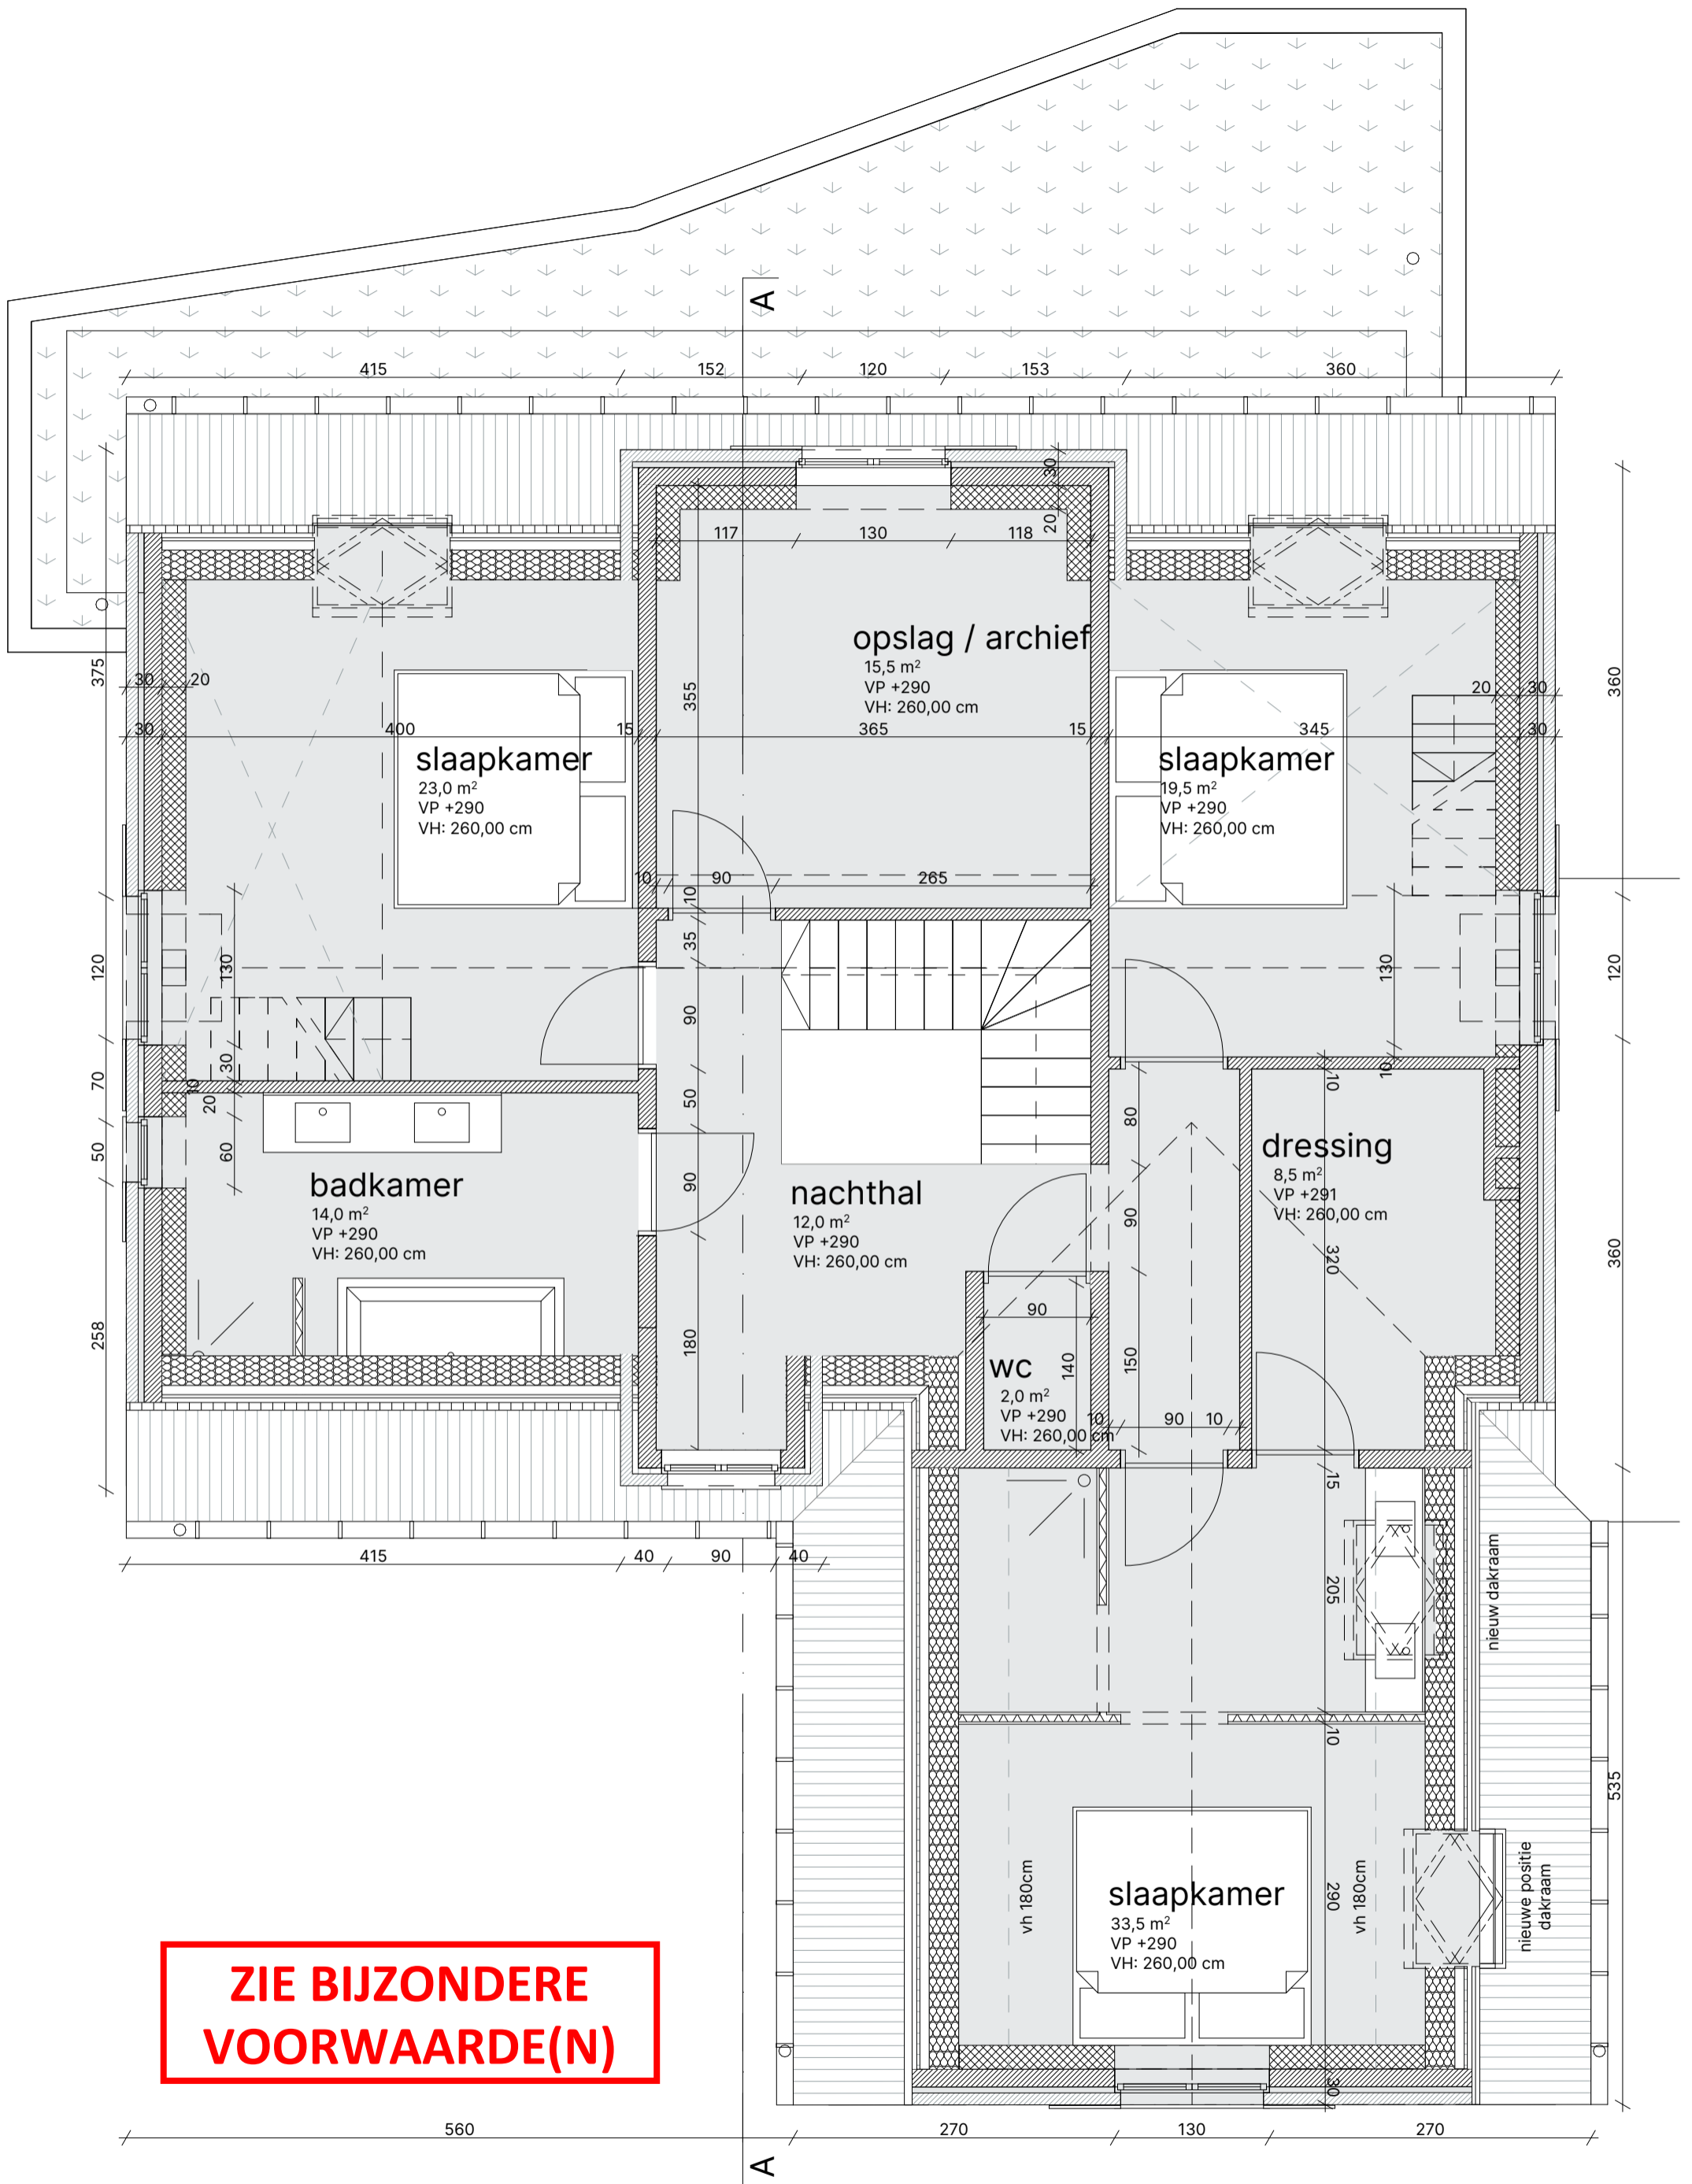 A
415 152 120 153 360
30
20
117 130 118
opslag / archief
15,5 m²
VP +290
VH: 260,00 cm
375
30 20
355
20 30
360
30 400 15 365 15 345 30
slaapkamer
23,0 m²
VP +290
VH: 260,00 cm
slaapkamer
19,5 m²
VP +290
VH: 260,00 cm
10 90 265
10
35
120
130
130
120
90
30
70
10
20
50
10
10
50
60
80
badkamer
14,0 m²
VP +290
VH: 260,00 cm
90
nachthal
12,0 m²
VP +290
VH: 260,00 cm
90
dressing
8,5 m²
VP +291
VH: 260,00 cm
320
360
258
180
90
wc
2,0 m²
VP +290
VH: 260,00 cm
140
150
10 90 10
15
415 40 90 40
205
nieuw dakraam
10
535
vh 180cm
slaapkamer
33,5 m²
VP +290
VH: 260,00 cm
290
vh 180cm
nieuwe positie
dakraam
30
ZIE BIJZONDERE
VOORWAARDE(N)
560 270 130 270
A